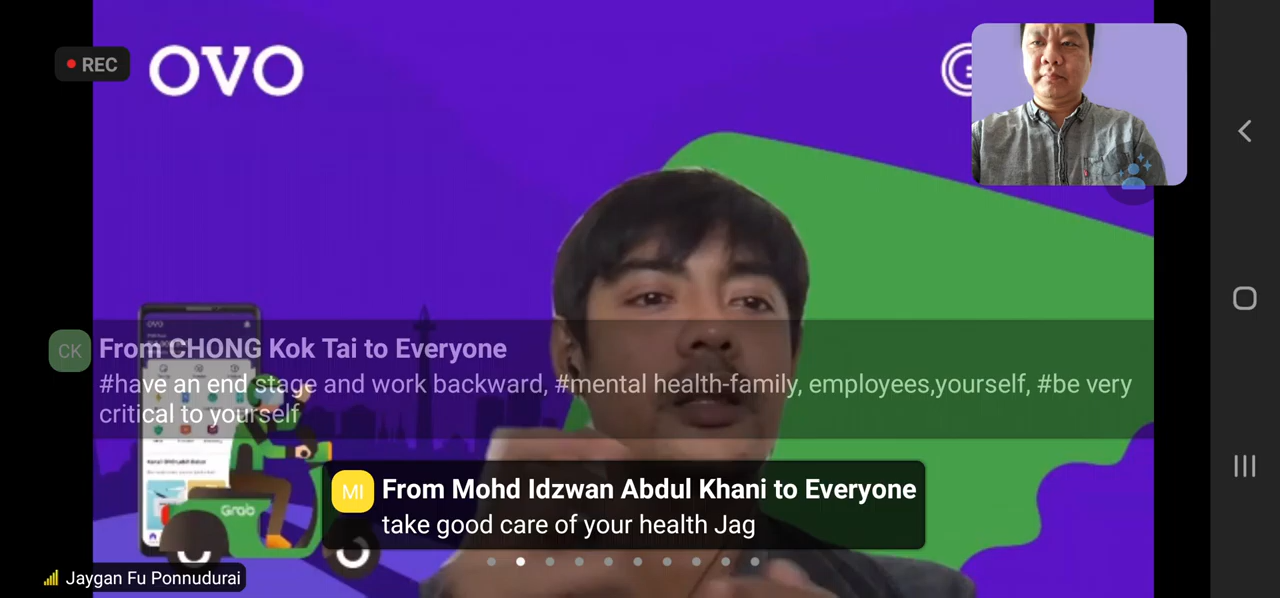 REC
OVO
CK
From CHONG Kok Tai to Everyone
#have an end stage and work backward, #mental health-family, employees,yourself, #be very
critical to yourself
OVO
Grab
MI
From Mohd Idzwan Abdul Khani to Everyone
take good care of your health Jag
Jaygan Fu Ponnudurai